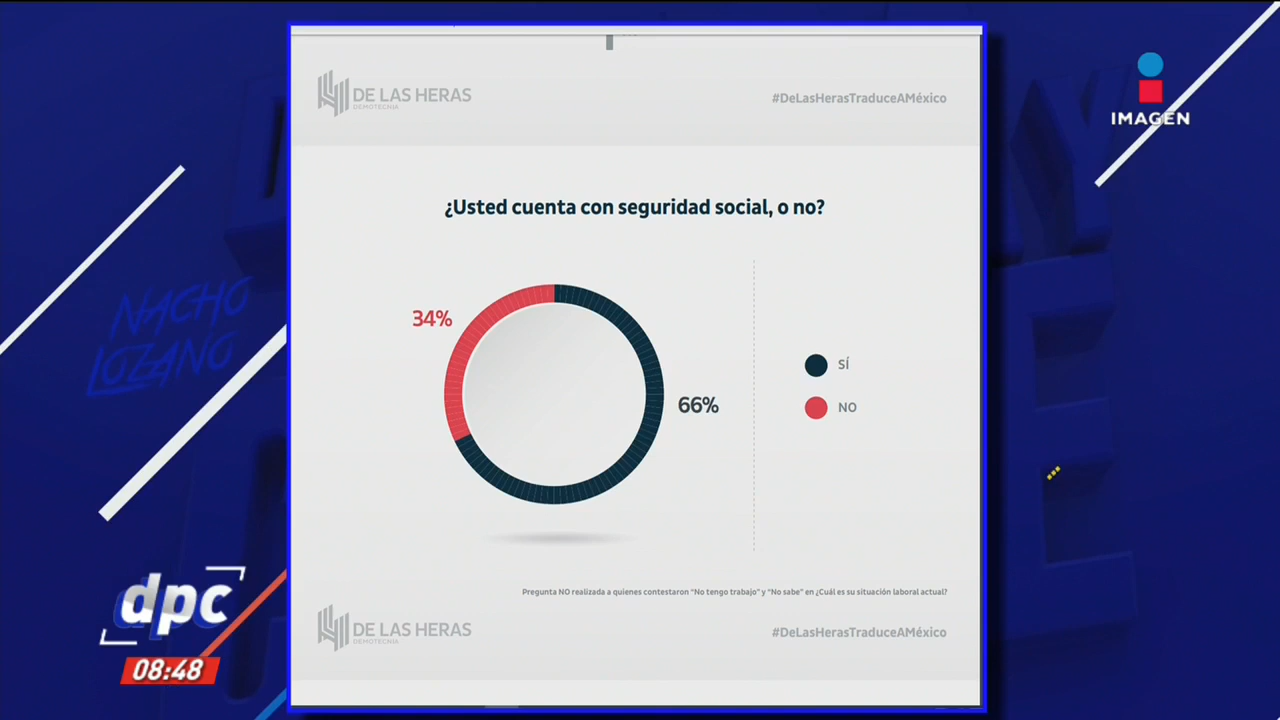 DE LAS HERAS
DEMOTECNIA
#DeLasHerasTraduceAMéxico
IMAGEN
¿Usted cuenta con seguridad social, o no?
34%
66%
SÍ
NO
NACHO
LOZANO
Pregunta NO realizada a quienes contestaron "No tengo trabajo" y "No sabe" en ¿Cuál es su situación laboral actual?
dpc
08:48
DE LAS HERAS
DEMOTECNIA
#DeLasHerasTraduceAMéxico